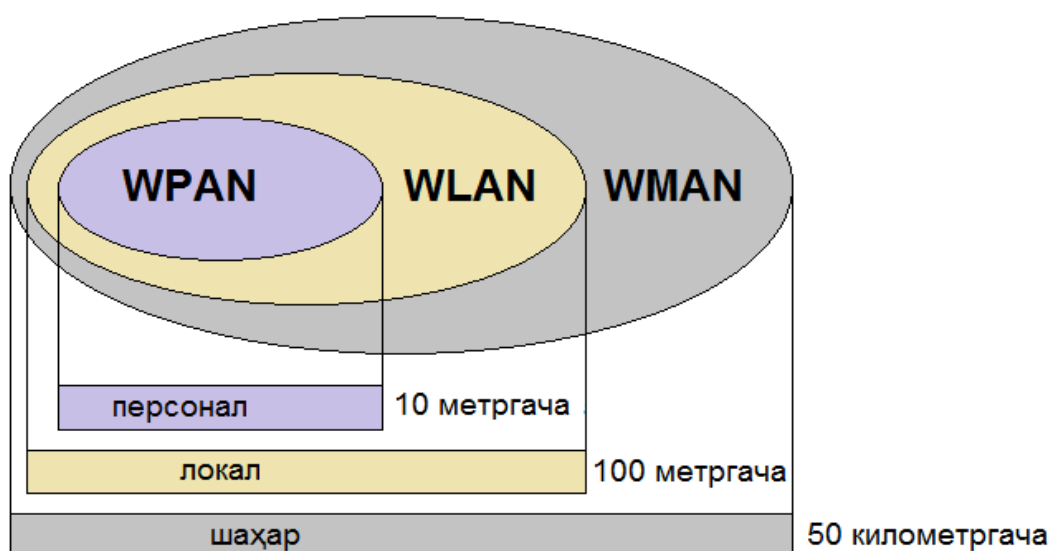 WPAN WLAN WMAN
персонал 10 метргача
локал 100 метргача
шаҳар 50 километргача